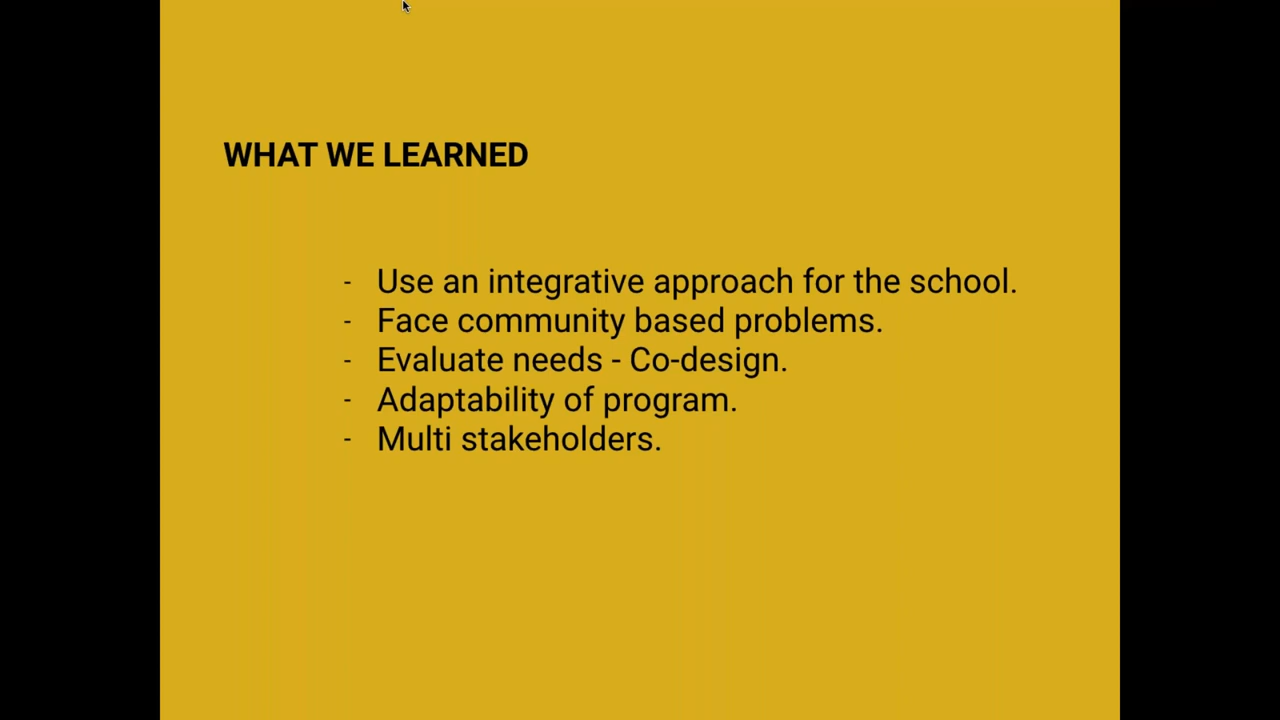 WHAT WE LEARNED
- Use an integrative approach for the school.
- Face community based problems.
- Evaluate needs - Co-design.
- Adaptability of program.
- Multi stakeholders.